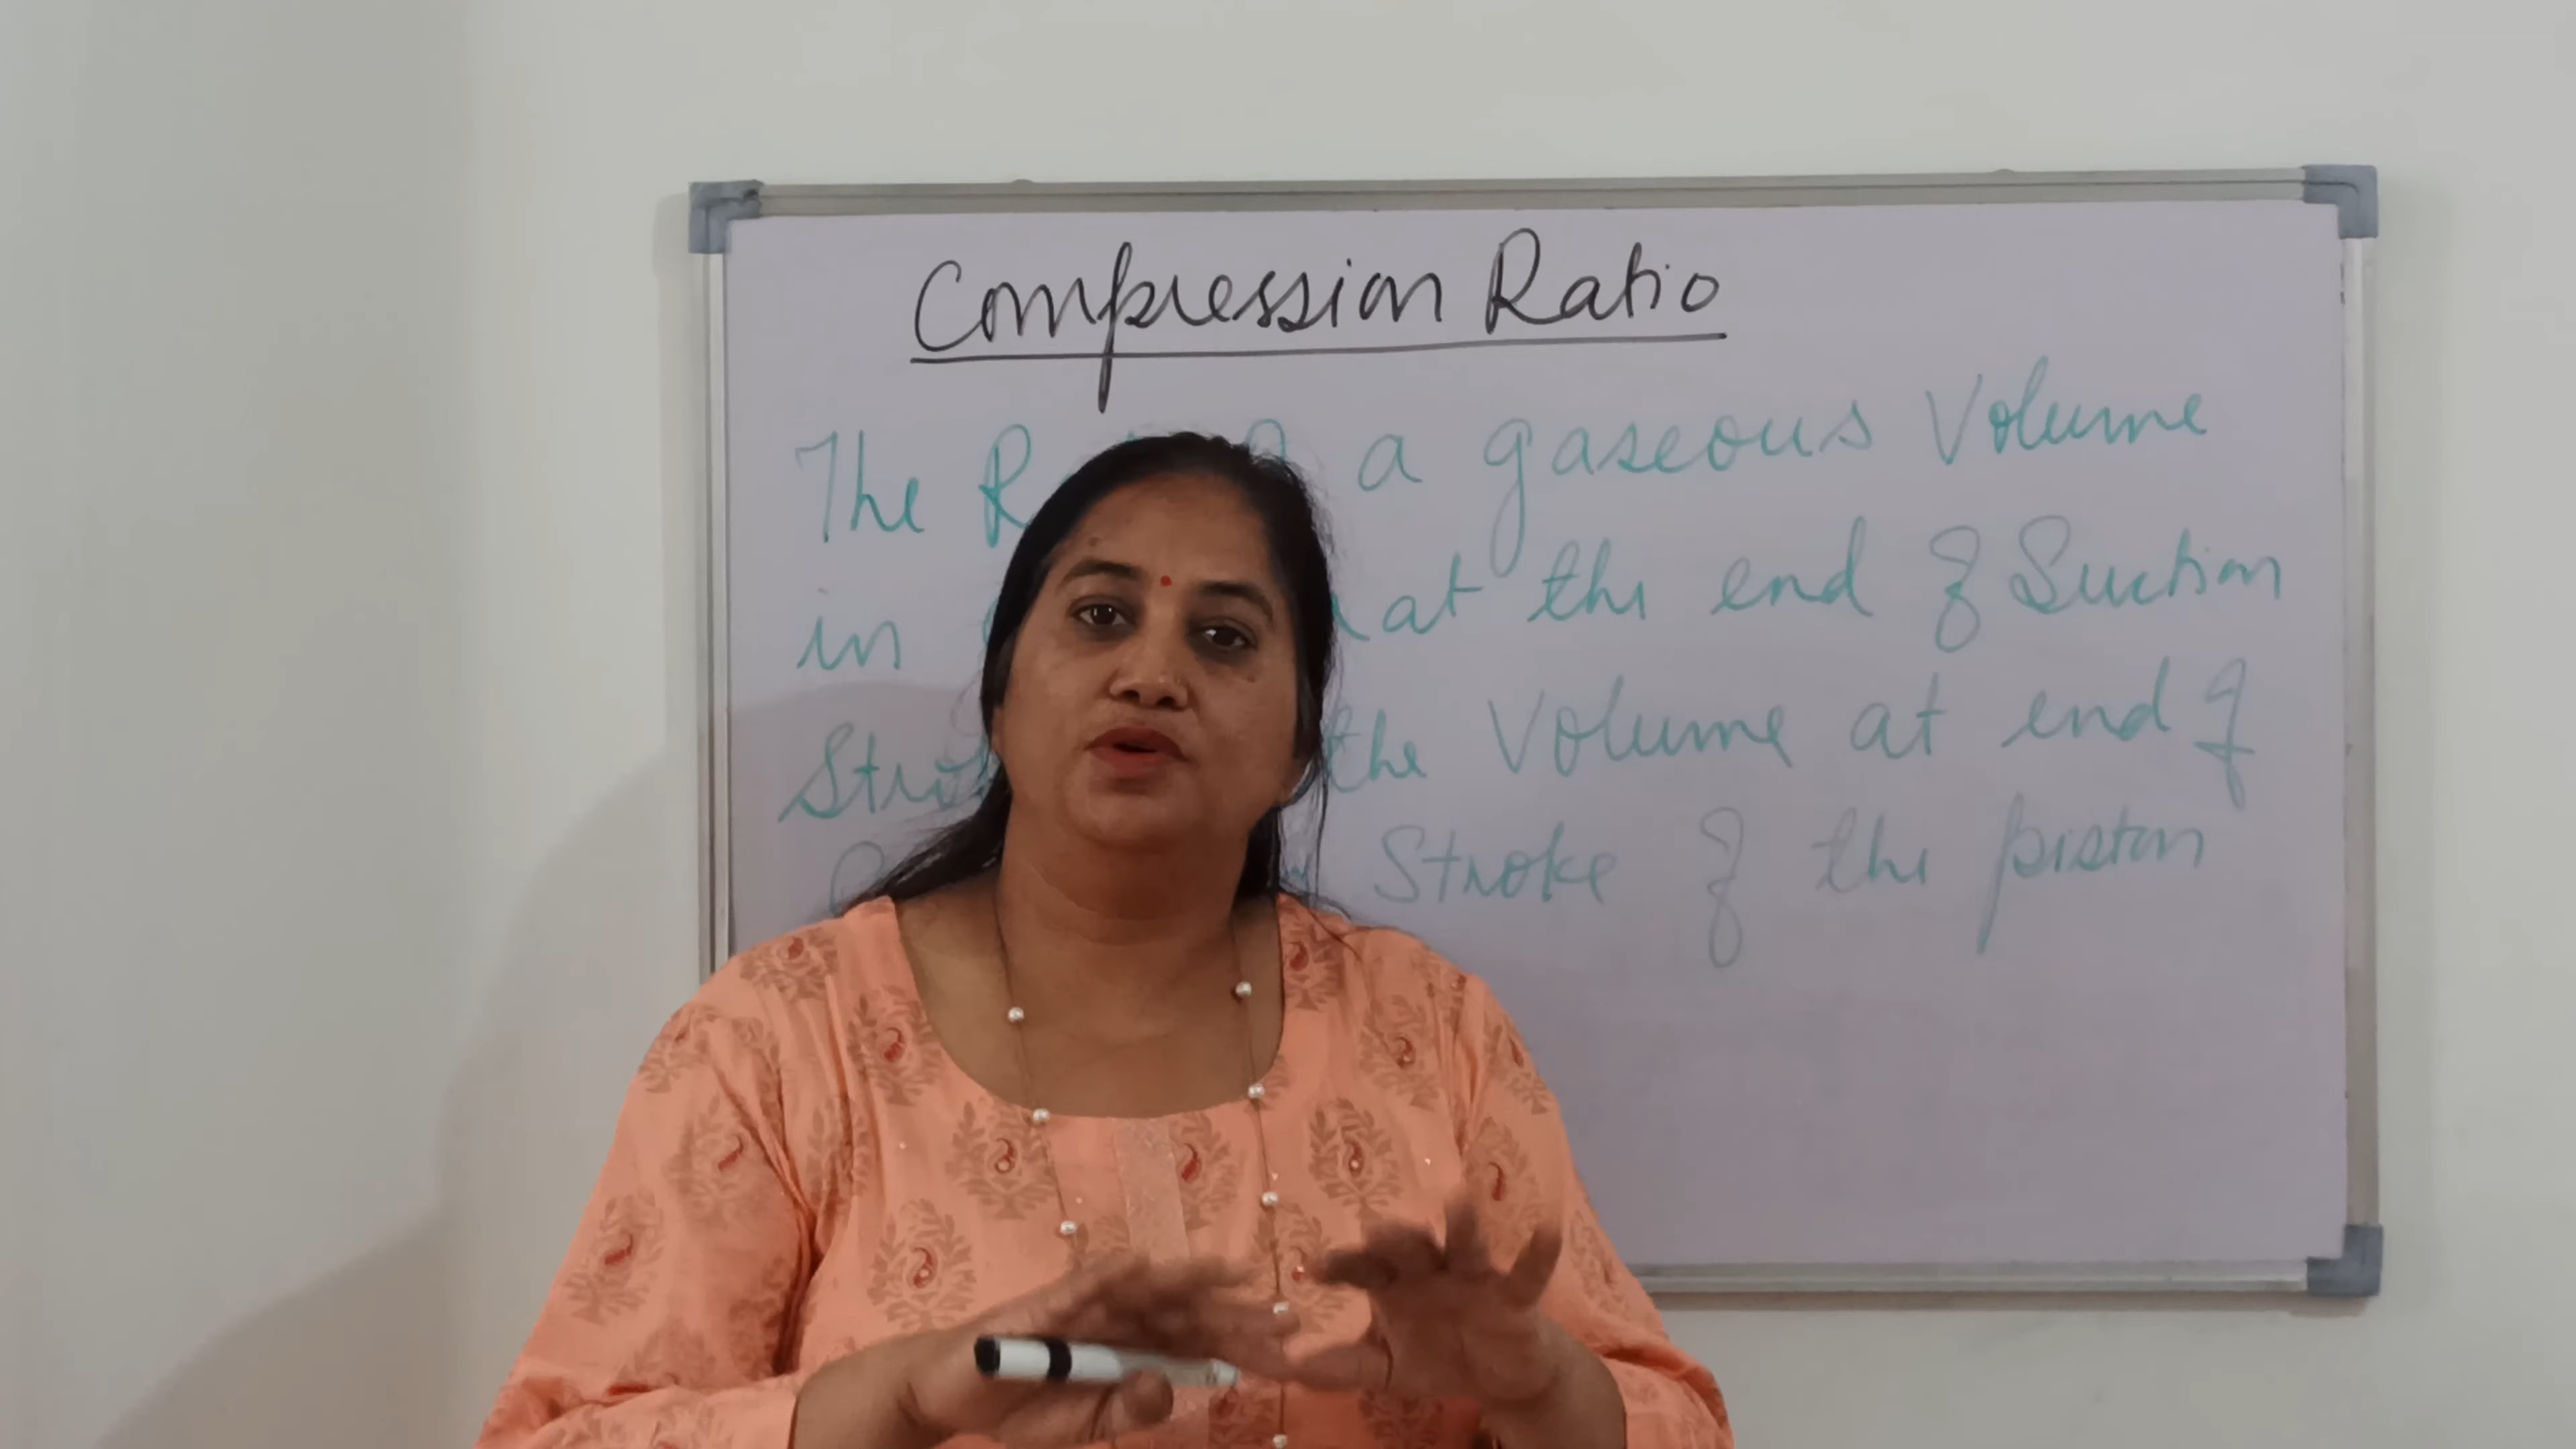 Compression Ratio
The a gaseous Volume
in at the end of Suction
the Volume at end of
Stroke of the piston